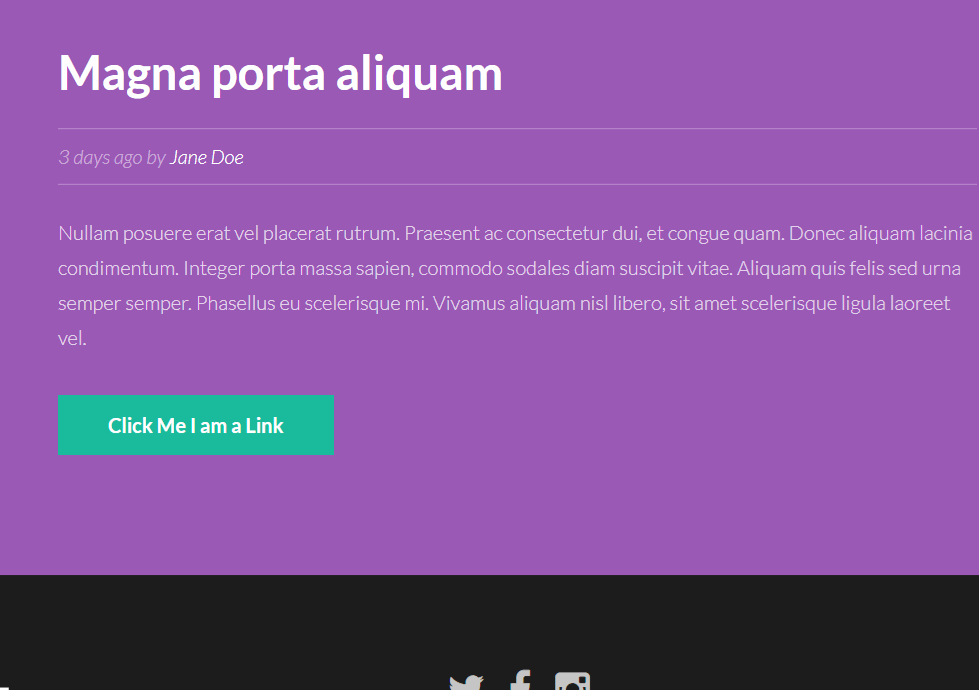 Magna porta aliquam
3 days ago by Jane Doe
Nullam posuere erat vel placerat rutrum. Praesent ac consectetur dui, et congue quam. Donec aliquam lacinia
condimentum. Integer porta massa sapien, commodo sodales diam suscipit vitae. Aliquam quis felis sed urna
semper semper. Phasellus eu scelerisque mi. Vivamus aliquam nisl libero, sit amet scelerisque ligula laoreet
vel.
Click Me I am a Link